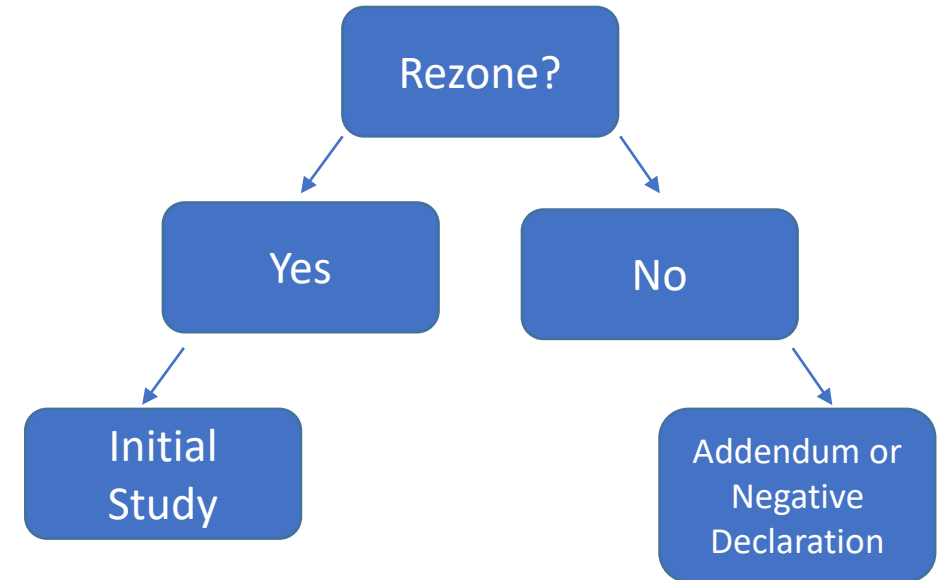 Rezone?
Yes
No
Initial
Study
Addendum or
Negative
Declaration